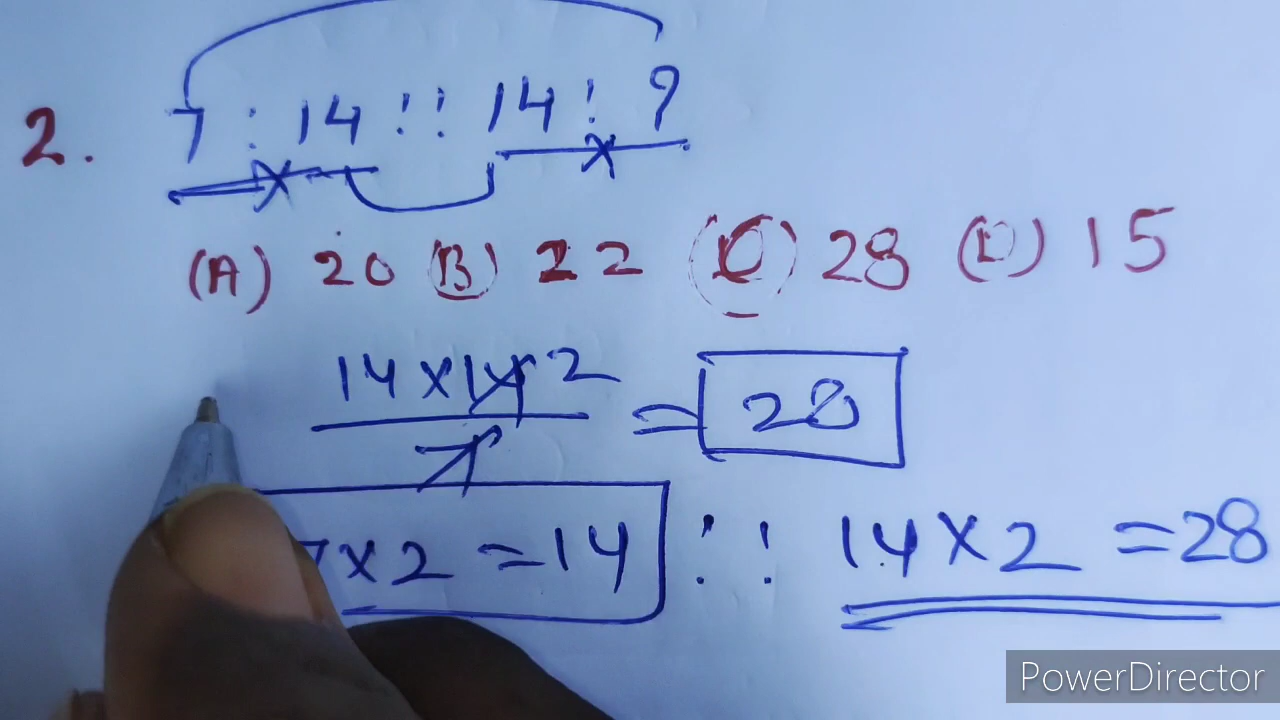 2. 7 : 14 :: 14 : ?
(A) 20 (B) 22 (C) 28 (D) 15
14 × 14 2 = 28
7
7 × 2 = 14 :: 14 × 2 = 28
PowerDirector